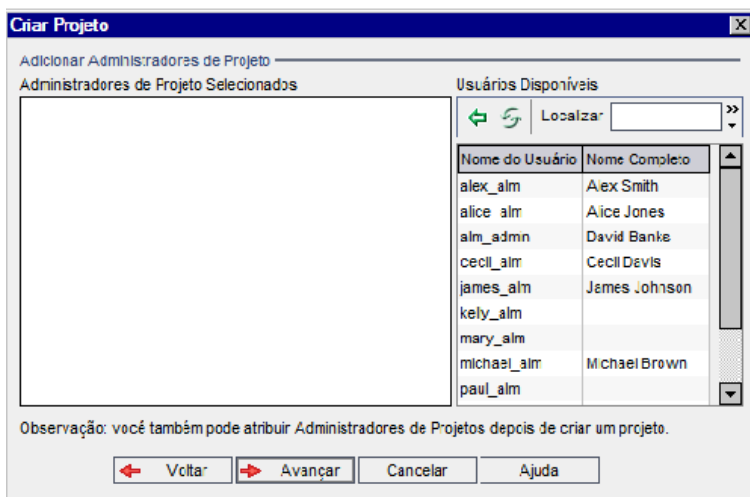 Criar Projeto
Adicionar Administradores de Projeto
Administradores de Projeto Selecionados
Usuários Disponíveis
Localizar
Nome do Usuário Nome Completo
alex_alm Alex Smith
alice_alm Alice Jones
alm_admin David Banks
cecil_alm Cecil Davis
james_alm James Johnson
kely_alm
mary_alm
michael_alm Michael Brown
paul_alm
Observação: você também pode atribuir Administradores de Projetos depois de criar um projeto.
Voltar Avançar Cancelar Ajuda